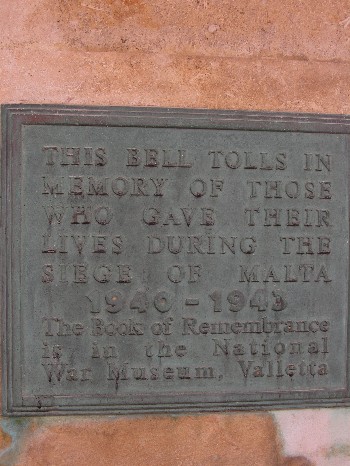 THIS BELL TOLLS IN
MEMORY OF THOSE
WHO GAVE THEIR
LIVES DURING THE
SIEGE OF MALTA
1940 - 1943
The Book of Remembrance
is in the National
War Museum, Valletta